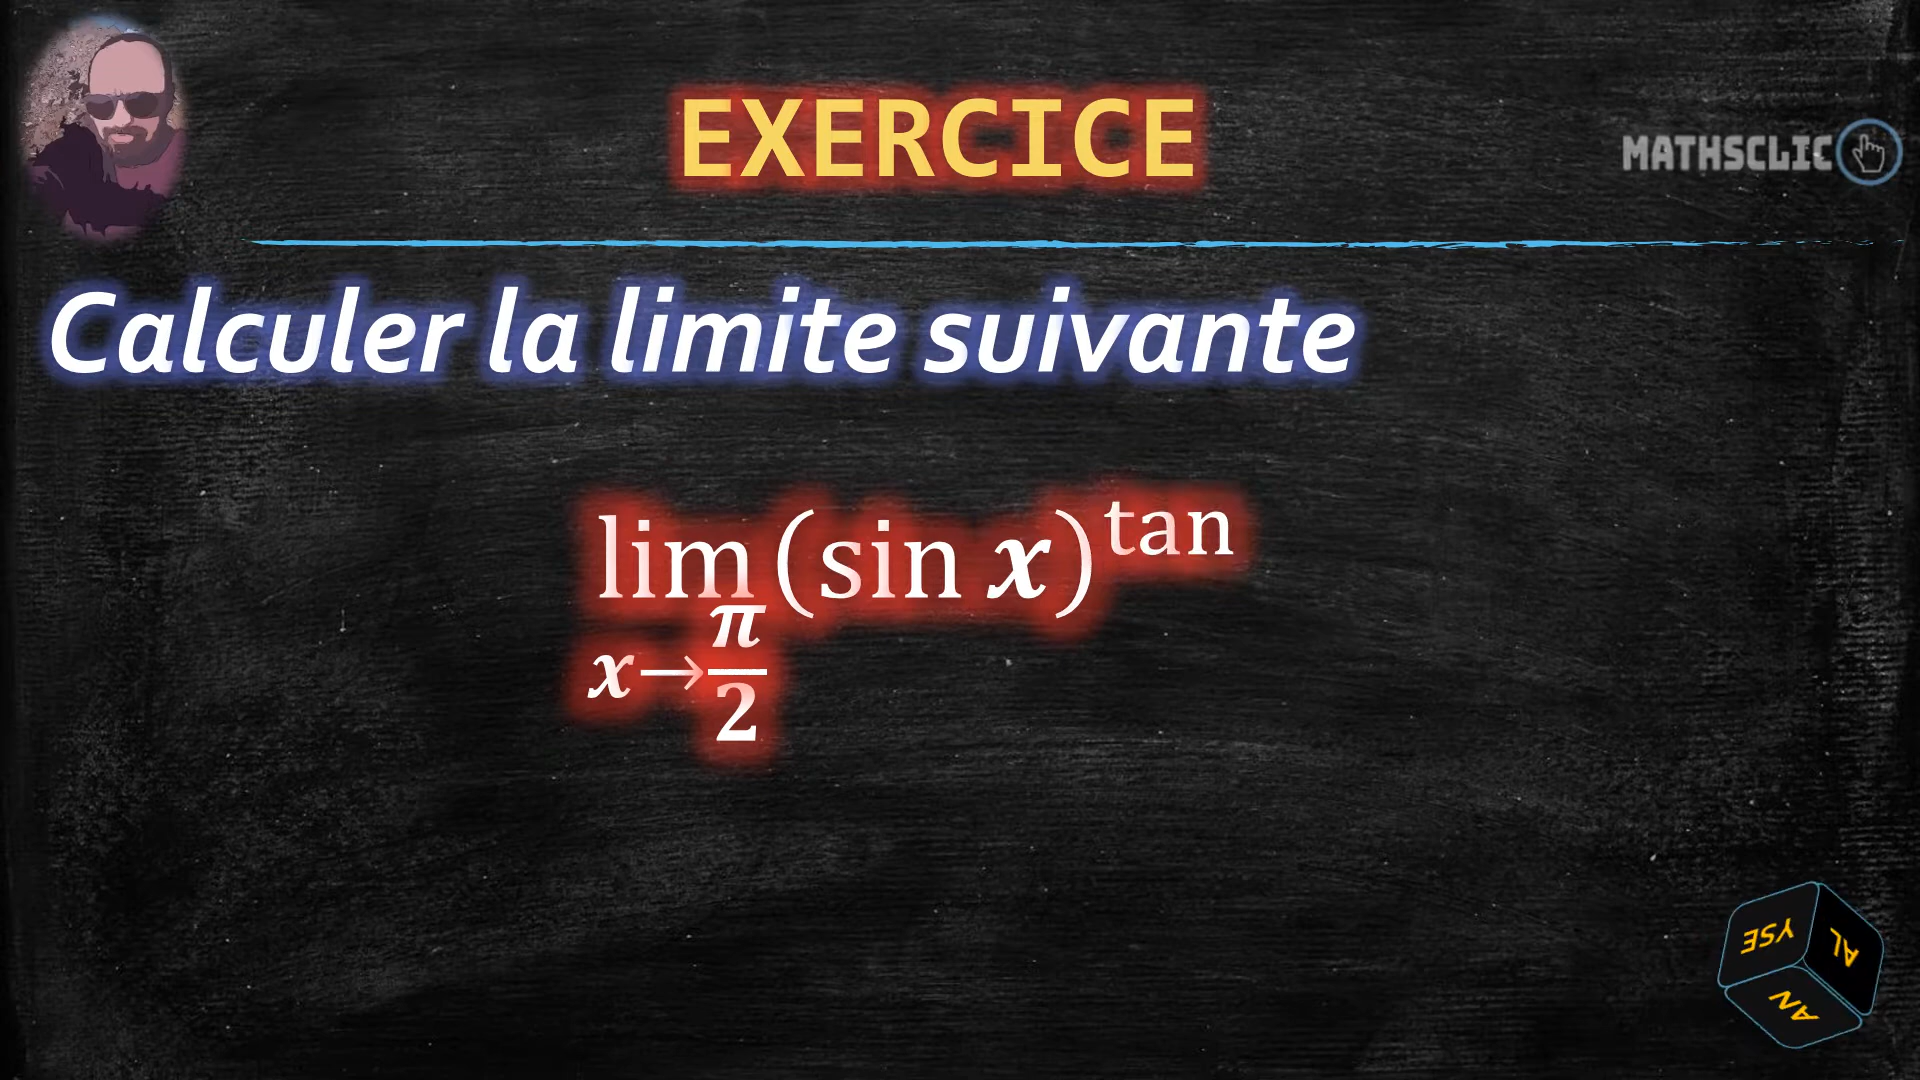 EXERCICE
MATHSCLIC
Calculer la limite suivante
lim (sin x)^tan
x→π/2
AN
AL
YSE